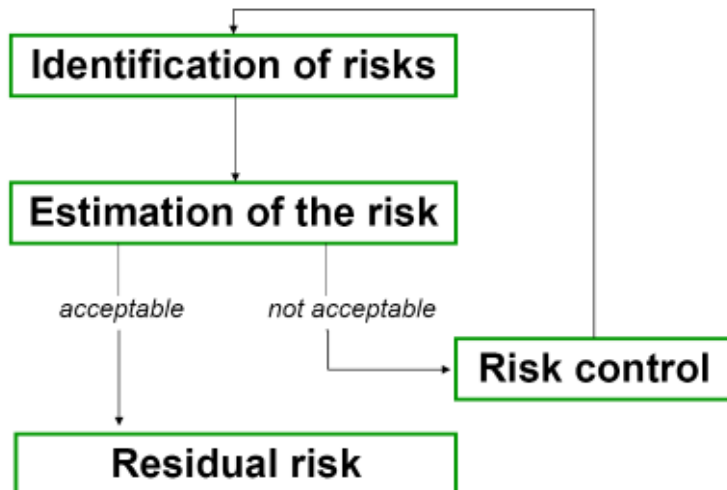 Identification of risks
Estimation of the risk
acceptable
not acceptable
Risk control
Residual risk